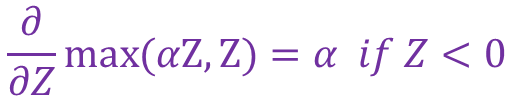 ∂/∂Z max(αZ, Z) = α if Z < 0